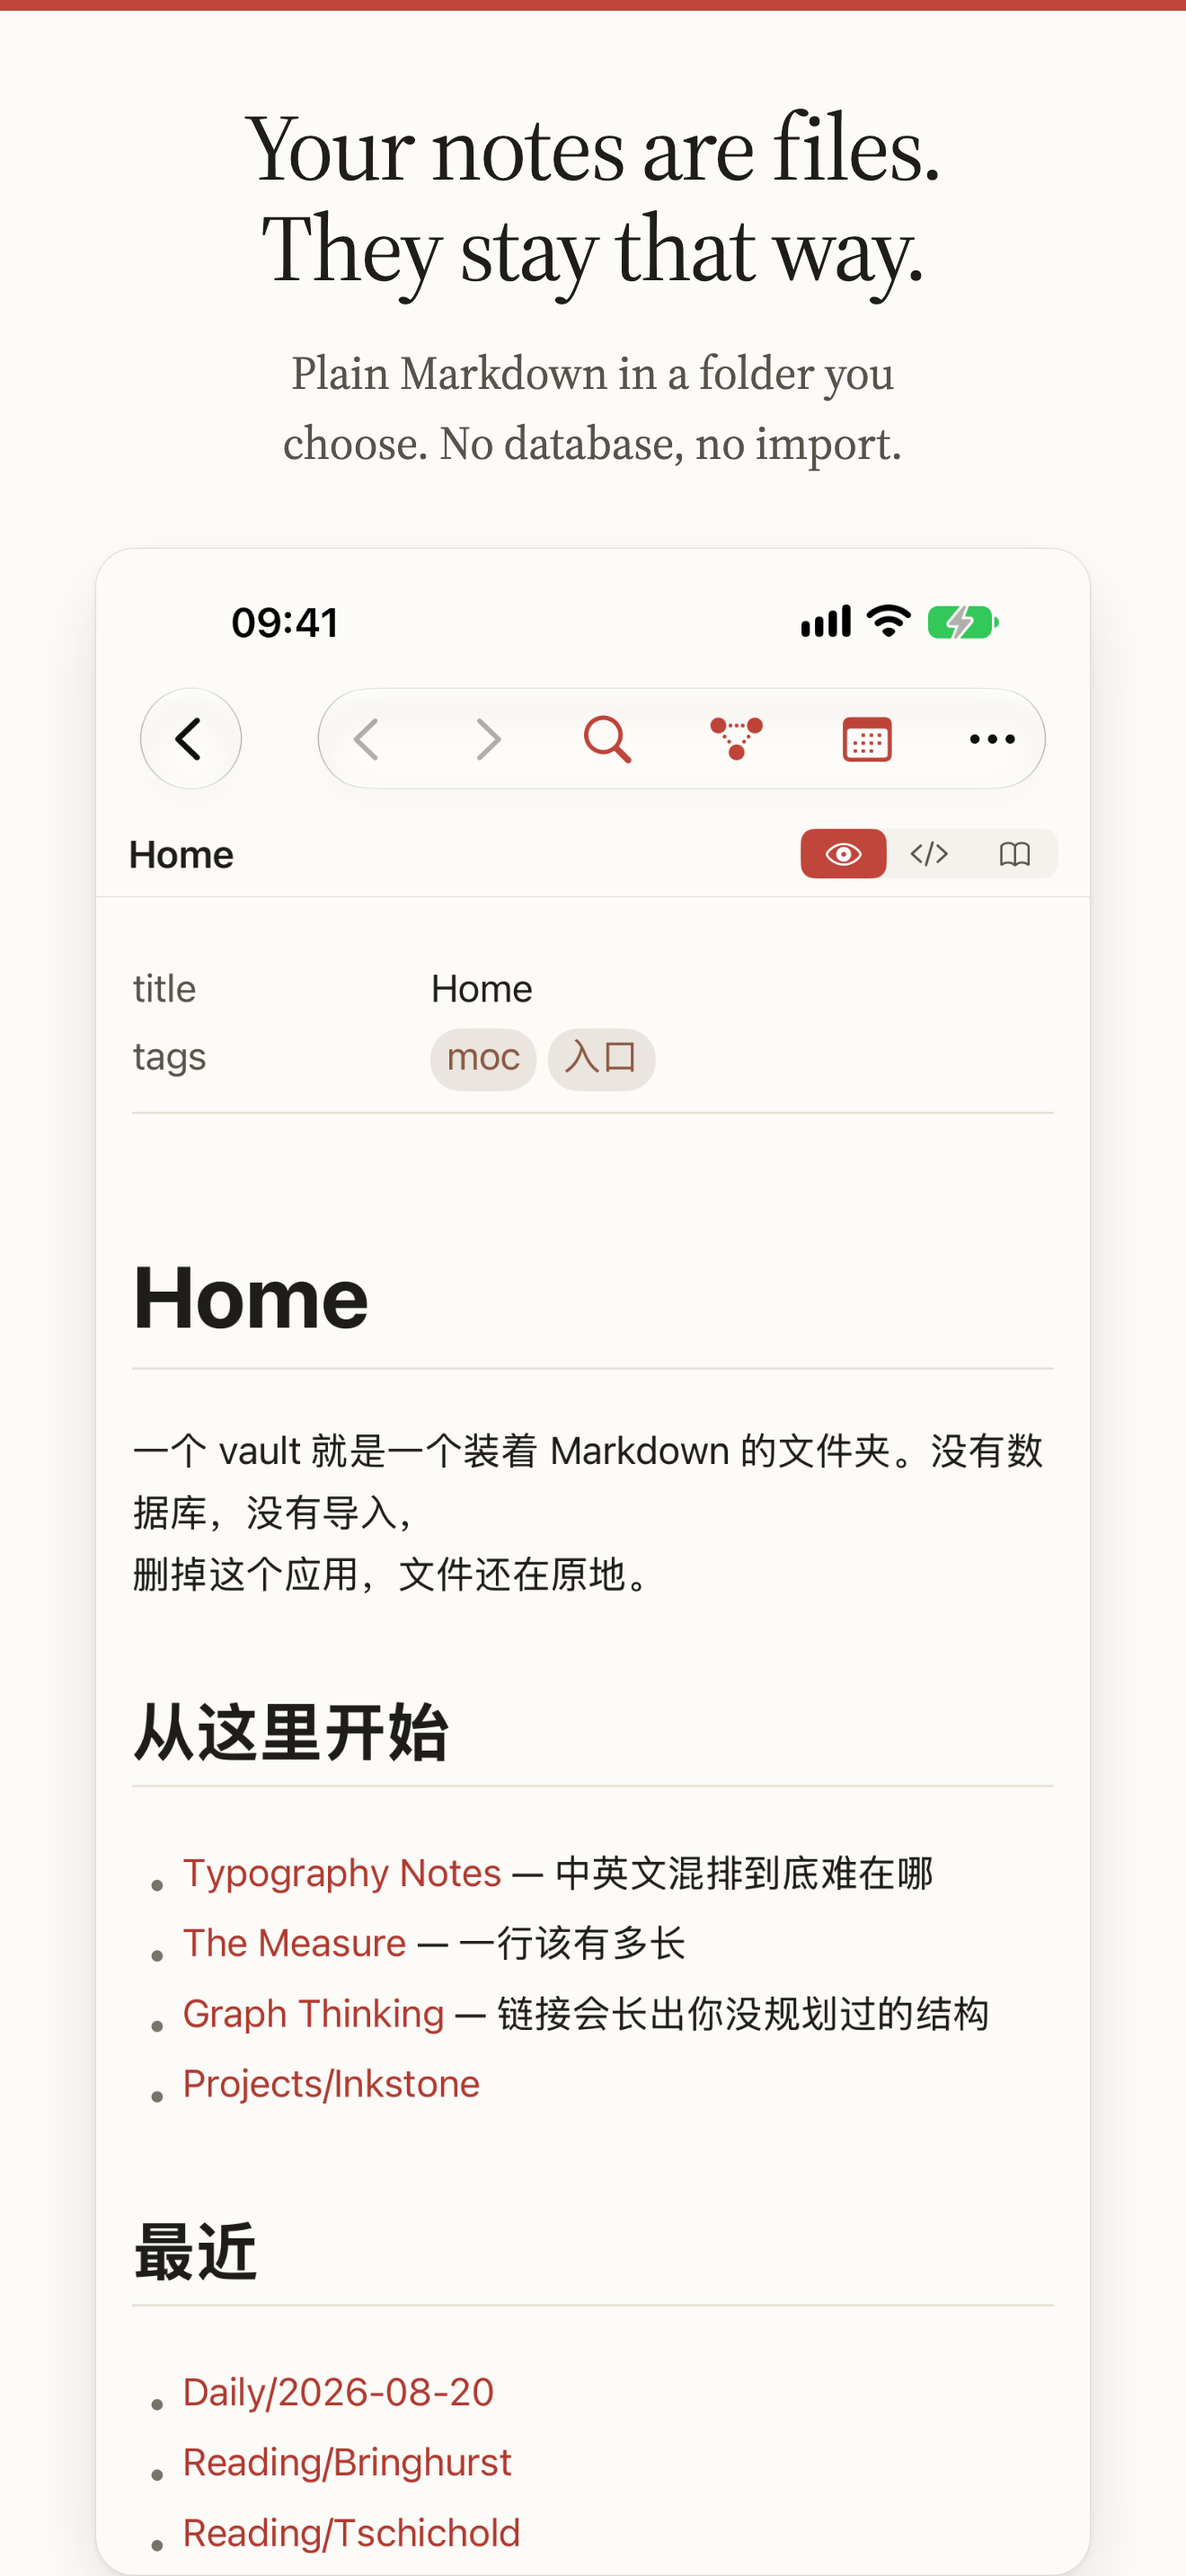 Your notes are files.
They stay that way.
Plain Markdown in a folder you
choose. No database, no import.
09:41
Home
title Home
tags moc 入口
Home
一个 vault 就是一个装着 Markdown 的文件夹。没有数
据库，没有导入，
删掉这个应用，文件还在原地。
从这里开始
Typography Notes — 中英文混排到底难在哪
The Measure — 一行该有多长
Graph Thinking — 链接会长出你没规划过的结构
Projects/Inkstone
最近
Daily/2026-08-20
Reading/Bringhurst
Reading/Tschichold